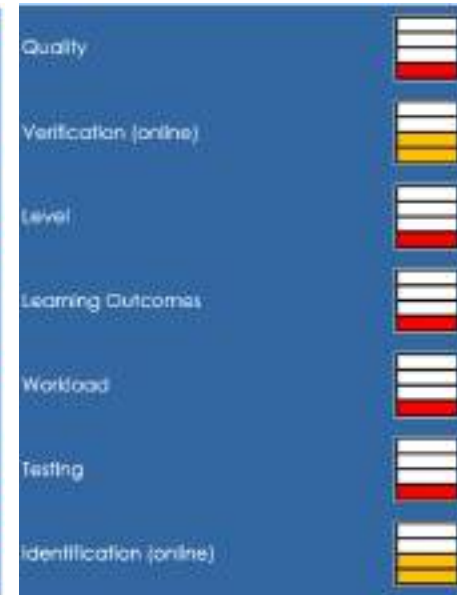 Quality
Verification (online)
Level
Learning Outcomes
Workload
Testing
Identification (online)